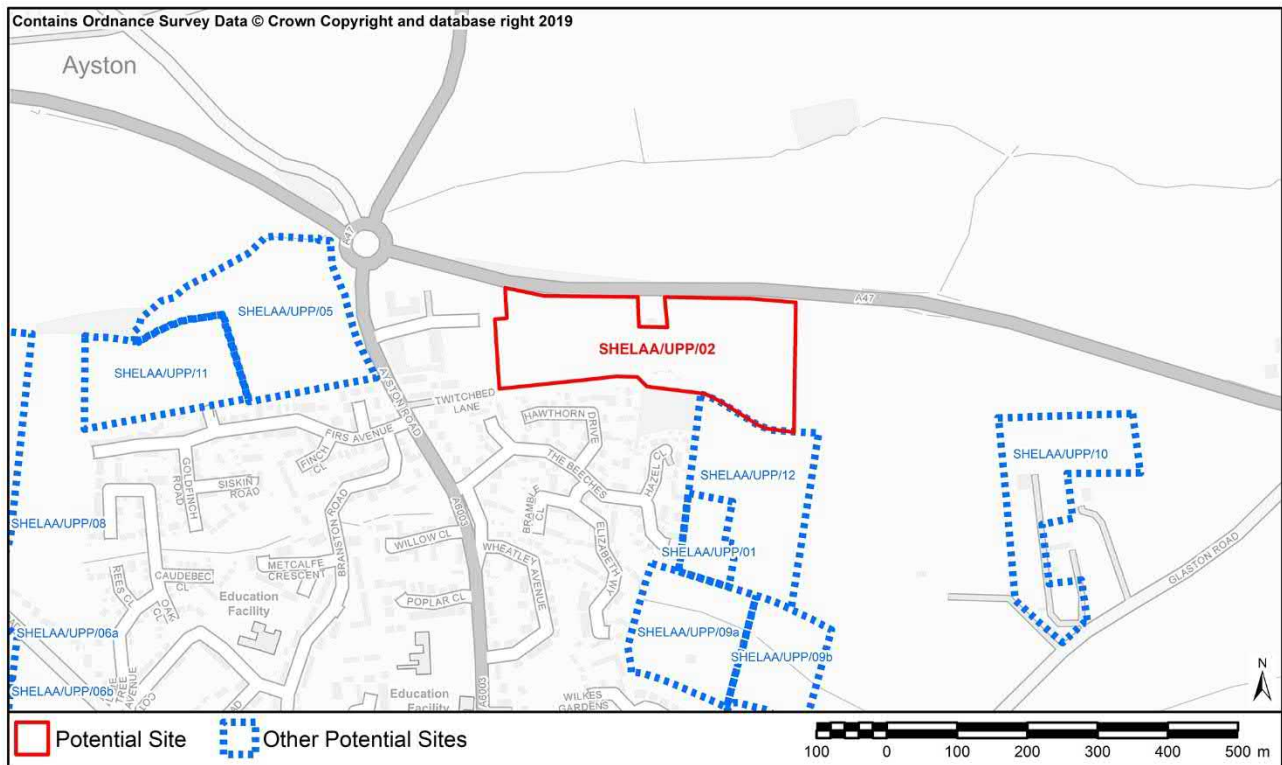 Contains Ordnance Survey Data © Crown Copyright and database right 2019
Ayston
A47
A47
SHELAA/UPP/05
SHELAA/UPP/02
SHELAA/UPP/11
AYSTON ROAD
TWITCHBED
LANE
HAWTHORN
DRIVE
FIRS AVENUE
FINCH
CL
THE BEECHES
HAZEL CL
SHELAA/UPP/10
GOLDFINCH
ROAD
SISKIN
ROAD
SHELAA/UPP/12
BRAMBLE
CL
SHELAA/UPP/08
BRANSTON ROAD
A6003
WILLOW CL
WHEATLEY AVENUE
ELIZABETH WY
SHELAA/UPP/01
GLASTON ROAD
METCALFE
CRESCENT
CAUDEBEC
CL
REES CL
OAK
CL
Education
Facility
POPLAR CL
SHELAA/UPP/06a
SHELAA/UPP/09a
SHELAA/UPP/09b
SHELAA/UPP/06b
TREE
AVENUE
A6003
Education
Facility
WILKES
GARDENS
N
Potential Site
Other Potential Sites
100 0 100 200 300 400 500 m